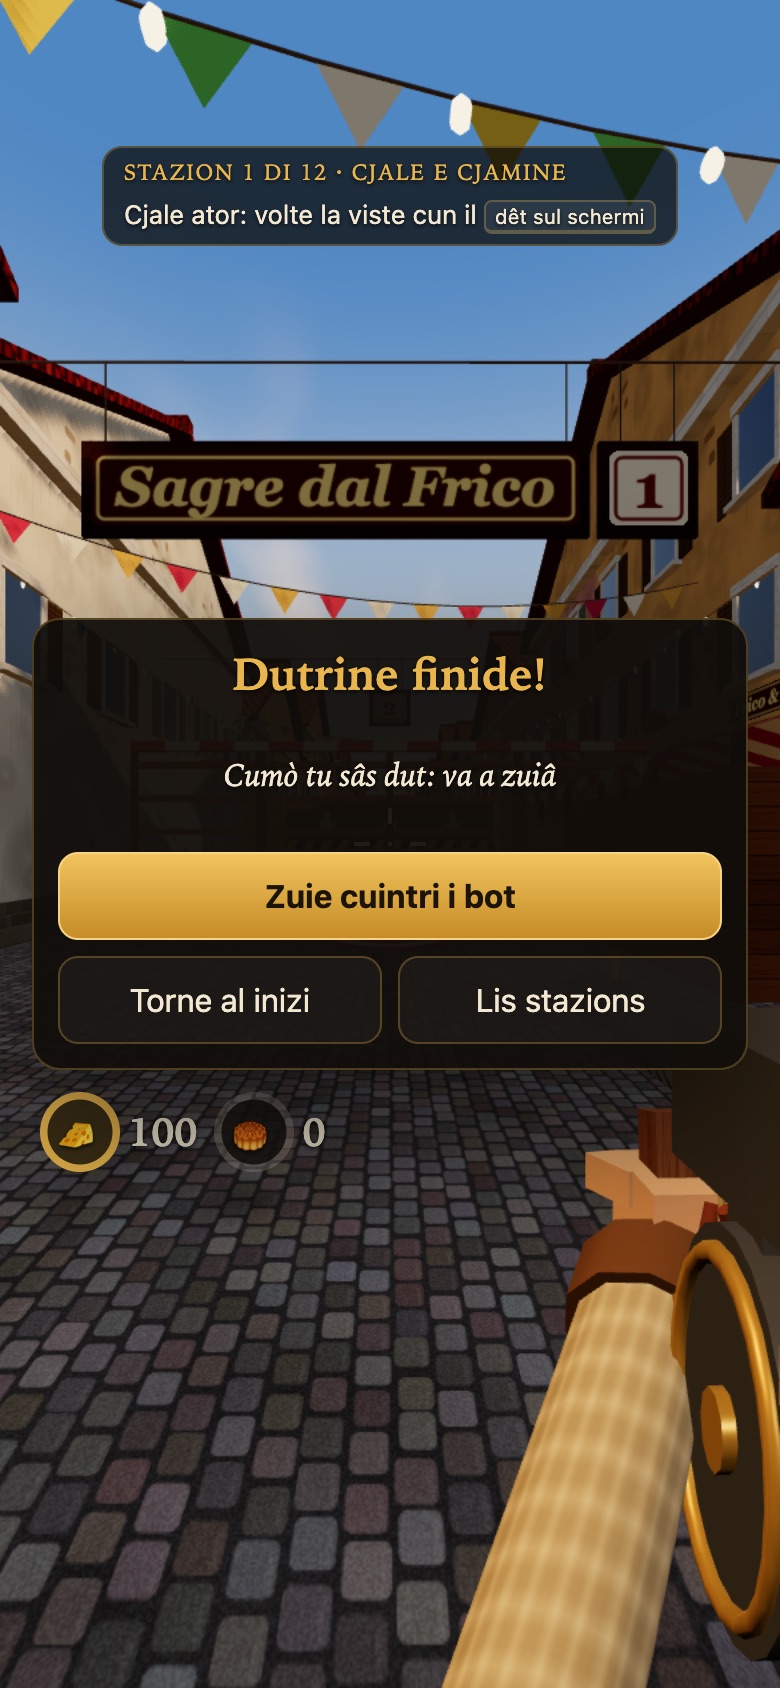 STAZION 1 DI 12 · CJALE E CJAMINE
Cjale ator: volte la viste cun il dêt sul schermi
Sagre dal Frico 1
Dutrine finide!
2
ico &
Cumò tu sâs dut: va a zuiâ
Zuie cuintri i bot
Torne al inizi
Lis stazions
100
0